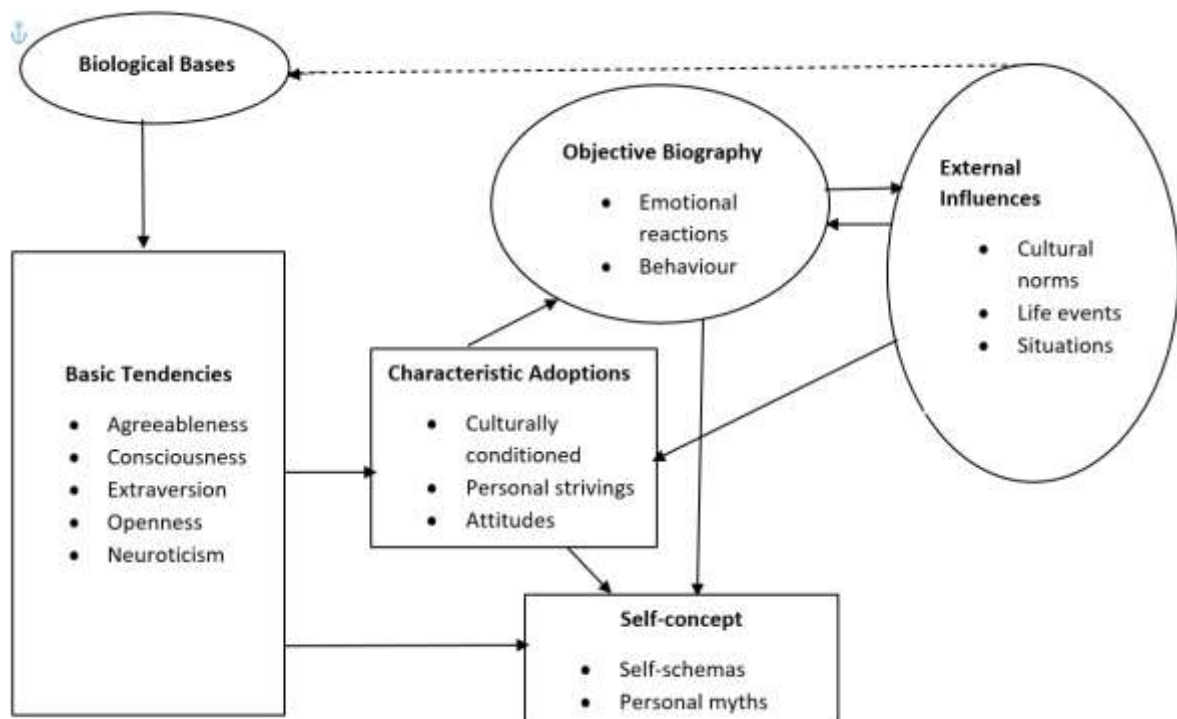 Biological Bases
Objective Biography
• Emotional
reactions
• Behaviour
External
Influences
• Cultural
norms
• Life events
• Situations
Basic Tendencies
• Agreeableness
• Consciousness
• Extraversion
• Openness
• Neuroticism
Characteristic Adoptions
• Culturally
conditioned
• Personal strivings
• Attitudes
Self-concept
• Self-schemas
• Personal myths